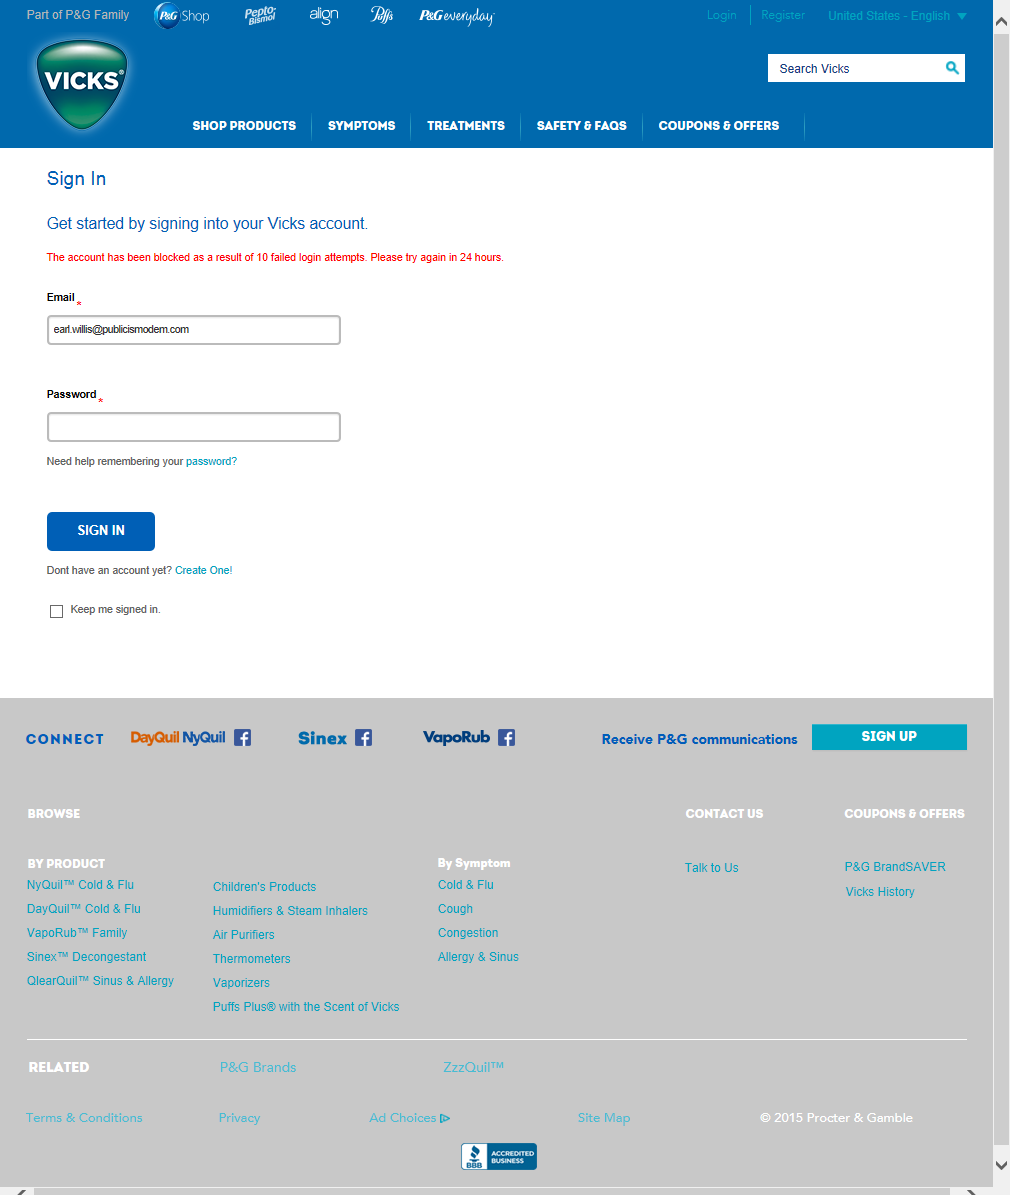 Part of P&G Family
P&G Shop
Pepto Bismol
align
Puffs
P&G everyday
Login
Register
United States - English
VICKS®
Search Vicks
SHOP PRODUCTS
SYMPTOMS
TREATMENTS
SAFETY & FAQS
COUPONS & OFFERS
Sign In
Get started by signing into your Vicks account.
The account has been blocked as a result of 10 failed login attempts. Please try again in 24 hours.
Email *
earl.willis@publicismodem.com
Password *
Need help remembering your password?
SIGN IN
Dont have an account yet? Create One!
Keep me signed in.
CONNECT
DayQuil NyQuil
Sinex
VapoRub
Receive P&G communications
SIGN UP
BROWSE
CONTACT US
COUPONS & OFFERS
BY PRODUCT
NyQuil™ Cold & Flu
DayQuil™ Cold & Flu
VapoRub™ Family
Sinex™ Decongestant
QlearQuil™ Sinus & Allergy
Children's Products
Humidifiers & Steam Inhalers
Air Purifiers
Thermometers
Vaporizers
Puffs Plus® with the Scent of Vicks
By Symptom
Cold & Flu
Cough
Congestion
Allergy & Sinus
Talk to Us
P&G BrandSAVER
Vicks History
RELATED
P&G Brands
ZzzQuil™
Terms & Conditions
Privacy
Ad Choices
Site Map
© 2015 Procter & Gamble
BBB
ACCREDITED
BUSINESS